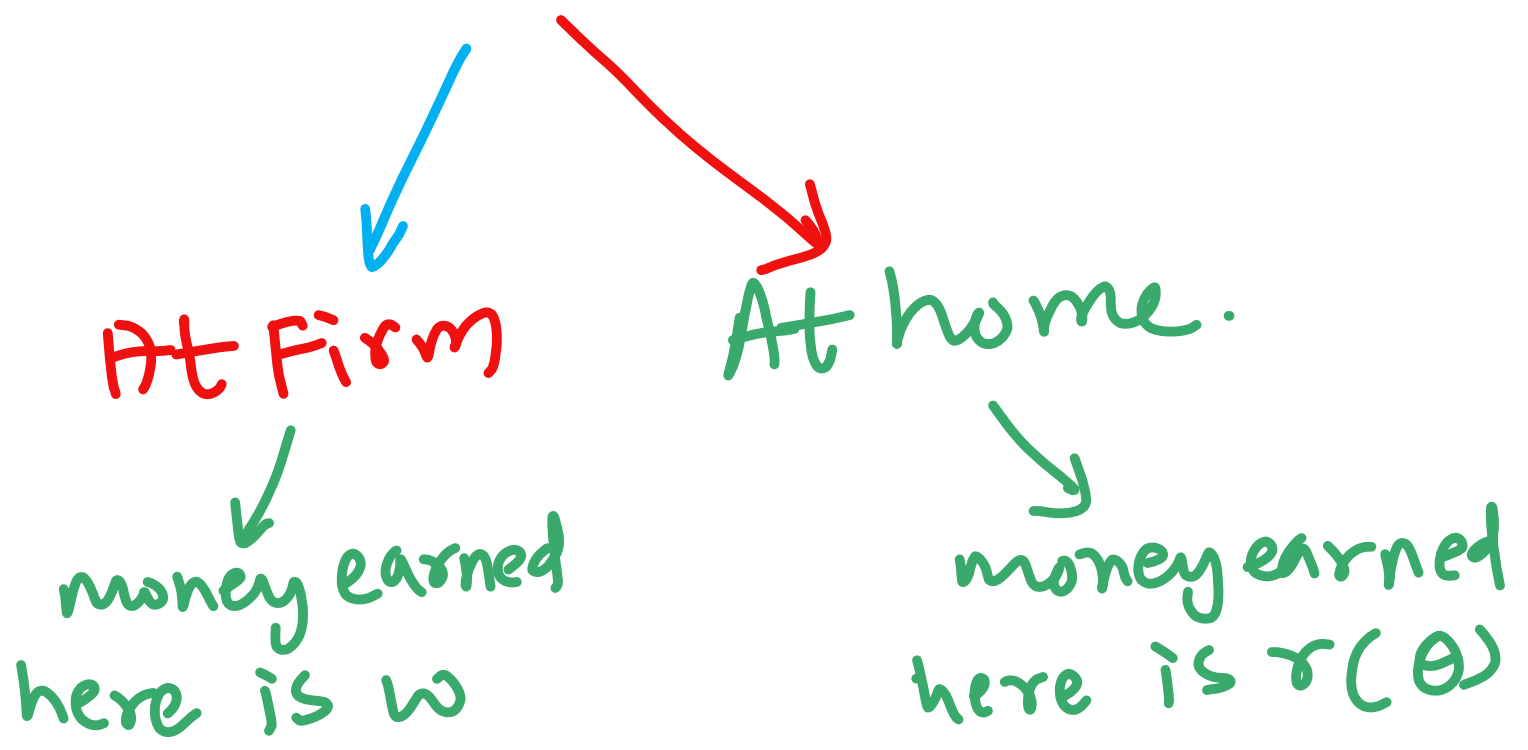 At Firm
At home.
money earned
here is w
money earned
here is r(θ)